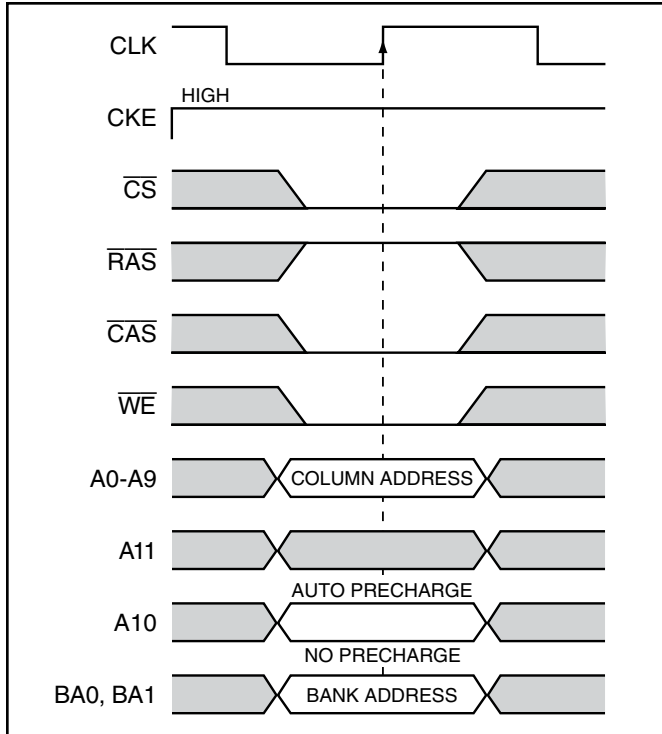 CLK
HIGH
CKE
CS
RAS
CAS
WE
A0-A9 COLUMN ADDRESS
A11
AUTO PRECHARGE
A10
NO PRECHARGE
BA0, BA1 BANK ADDRESS